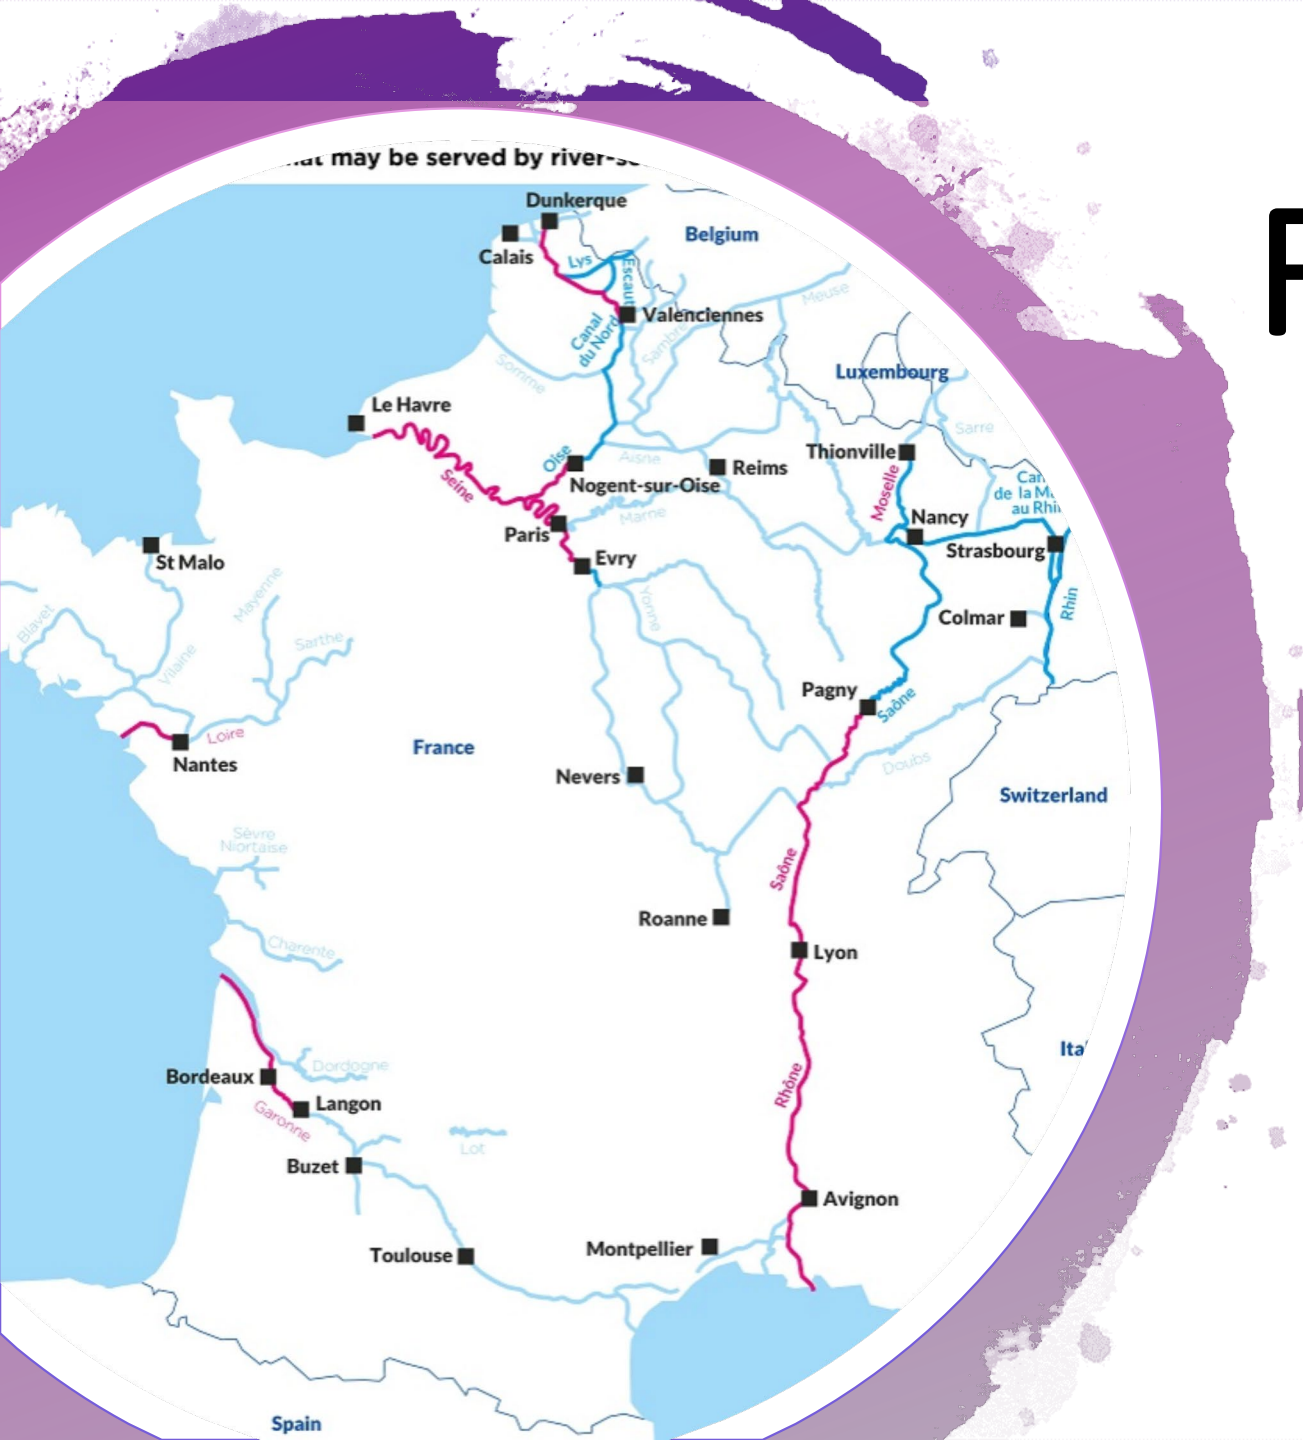 may be served by
Dunkerque
Belgium
Calais
Lys
Escaut
Meuse
Valenciennes
Canal
du Nord
Sambre
Somme
Luxembourg
Le Havre
Sarre
Thionville
Oise
Aisne
Reims
Seine
Nogent-sur-Oise
Moselle
de la
au
Marne
Nancy
Paris
Strasbourg
St Malo
Evry
Mayenne
Yonne
Rhin
Colmar
Blavet
Sarthe
Vilaine
Pagny
Saône
Loire
France
Nantes
Doubs
Nevers
Switzerland
Sèvre
Niortaise
Saône
Roanne
Charente
Lyon
Dordogne
Bordeaux
Rhône
Langon
Garonne
Lot
Buzet
Avignon
Toulouse
Montpellier
Spain